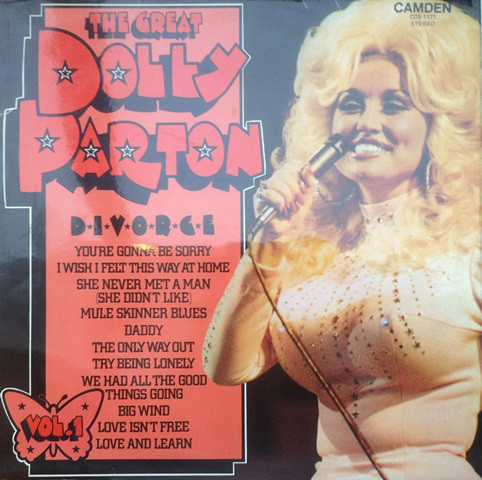 THE GREAT
DOLLY
PARTON
CAMDEN
CDS 1171
STEREO
D★I★V★O★R★C★E
YOU'RE GONNA BE SORRY
I WISH I FELT THIS WAY AT HOME
SHE NEVER MET A MAN
(SHE DIDN'T LIKE)
MULE SKINNER BLUES
DADDY
THE ONLY WAY OUT
TRY BEING LONELY
WE HAD ALL THE GOOD
THINGS GOING
BIG WIND
LOVE ISN'T FREE
LOVE AND LEARN
VOL.1